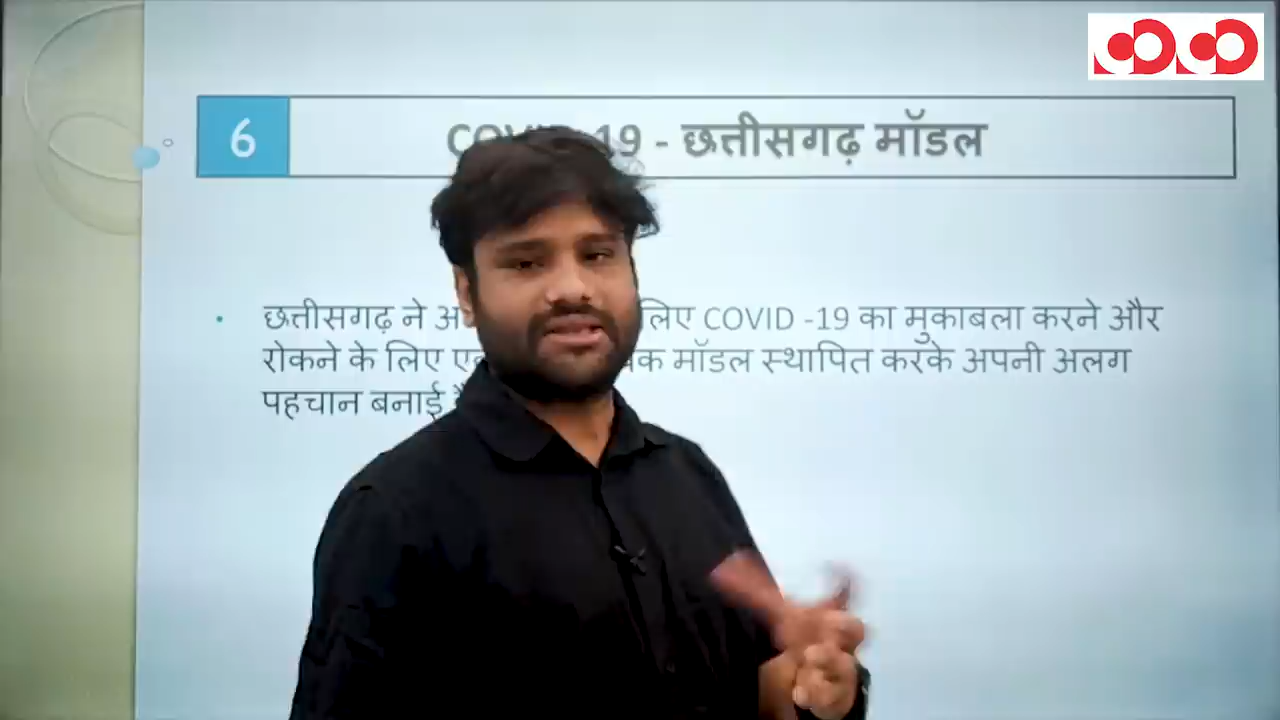 6
19 - छत्तीसगढ़ मॉडल
छत्तीसगढ़ ने लिए COVID -19 का मुकाबला करने और
रोकने के लिए मॉडल स्थापित करके अपनी अलग
पहचान बनाई